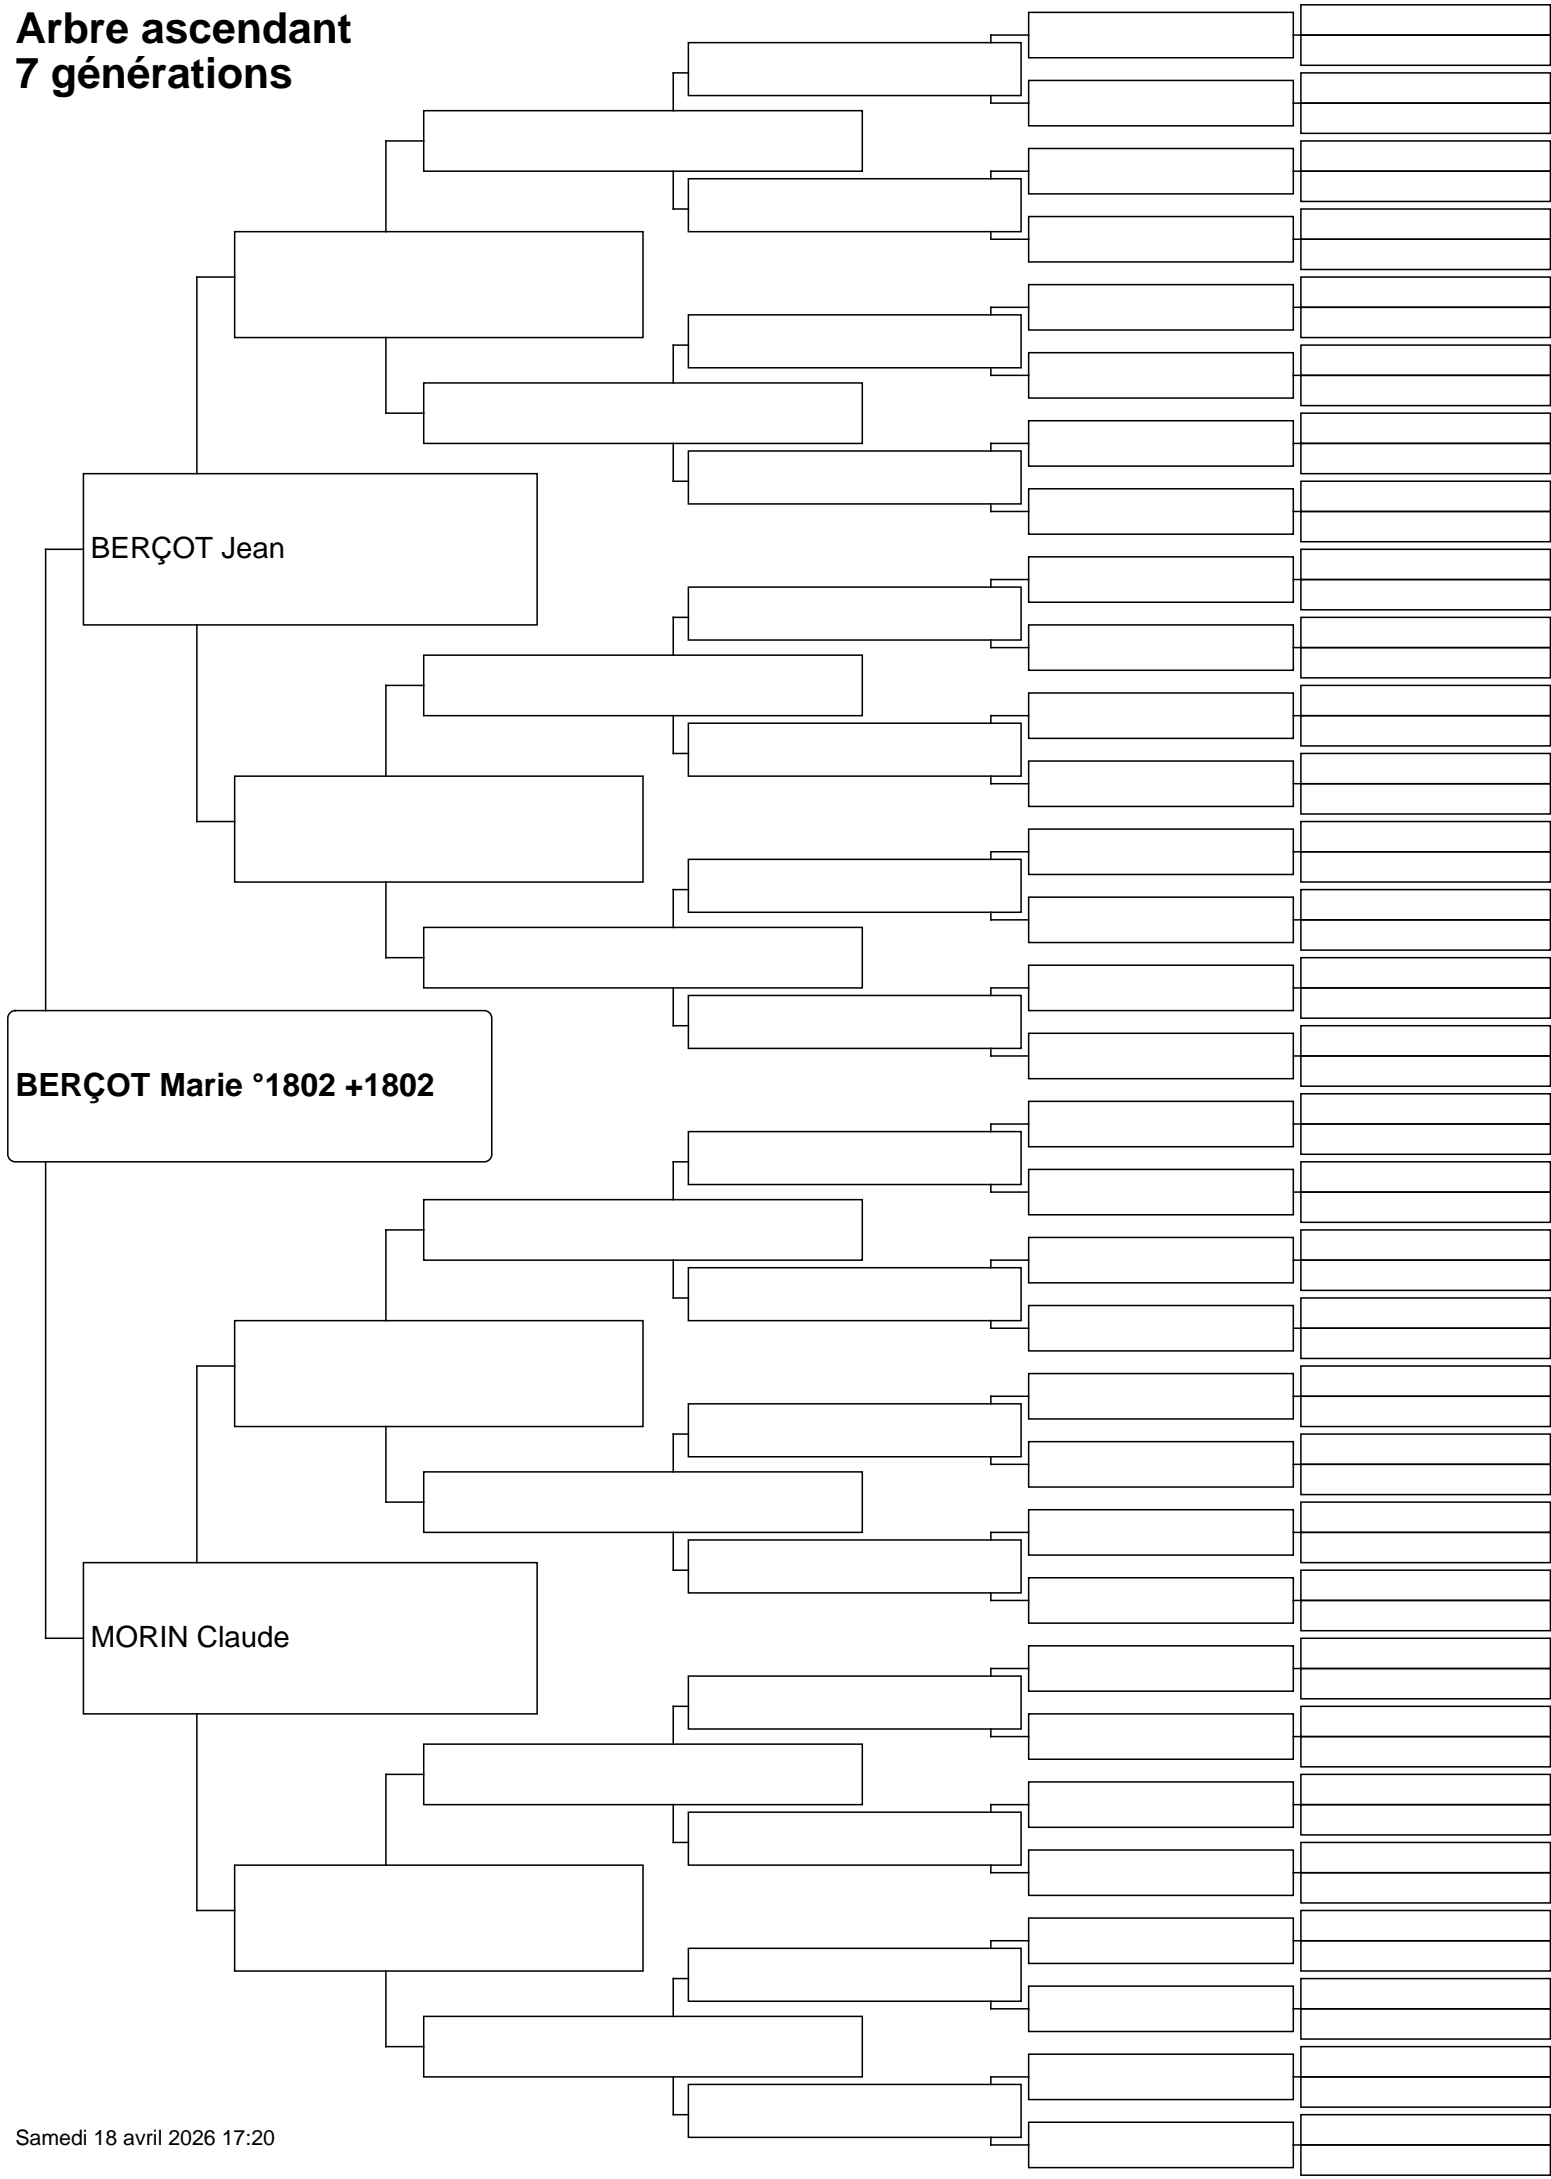 Arbre ascendant
7 générations
BERÇOT Jean
BERÇOT Marie °1802 +1802
MORIN Claude
Samedi 18 avril 2026 17:20